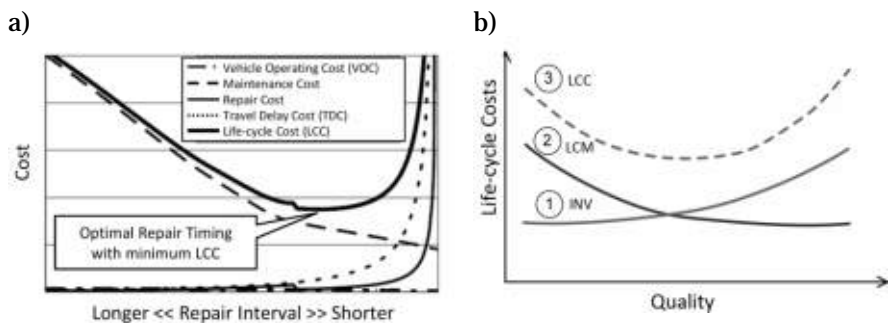 a)
Vehicle Operating Cost (VOC)
Maintenance Cost
Repair Cost
Travel Delay Cost (TDC)
Life-cycle Cost (LCC)
Cost
Optimal Repair Timing
with minimum LCC
Longer << Repair Interval >> Shorter
b)
3 LCC
2 LCM
1 INV
Life-cycle Costs
Quality